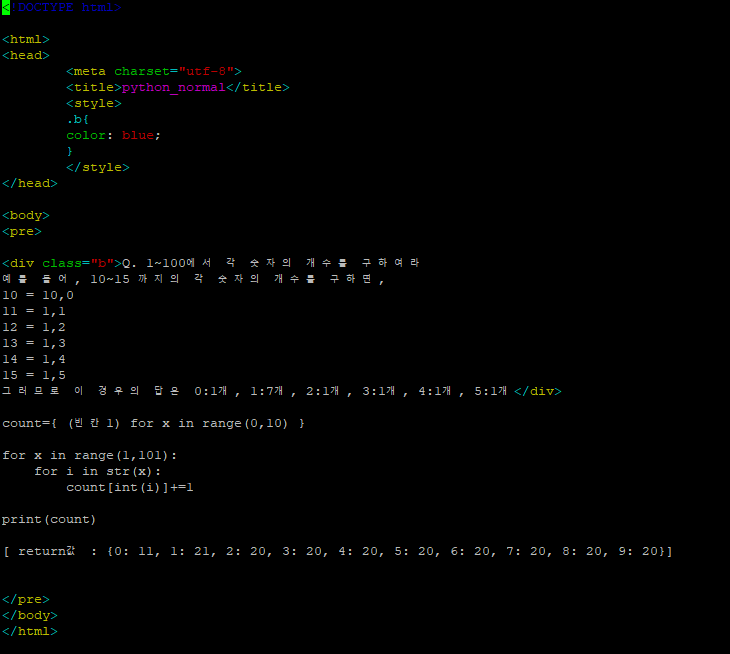 <!DOCTYPE html>
<html>
<head>
<meta charset="utf-8">
<title>python_normal</title>
<style>
.b{
color: blue;
}
</style>
</head>
<body>
<pre>
<div class="b">Q. 1~100에서 각 숫자의 개수를 구하여라
예를 들어, 10~15 까지의 각 숫자의 개수를 구하면,
10 = 10,0
11 = 1,1
12 = 1,2
13 = 1,3
14 = 1,4
15 = 1,5
그러므로 이 경우의 답은 0:1개, 1:7개, 2:1개, 3:1개, 4:1개, 5:1개</div>
count={ (빈칸1) for x in range(0,10) }
for x in range(1,101):
for i in str(x):
count[int(i)]+=1
print(count)
[ return값 : {0: 11, 1: 21, 2: 20, 3: 20, 4: 20, 5: 20, 6: 20, 7: 20, 8: 20, 9: 20}]
</pre>
</body>
</html>